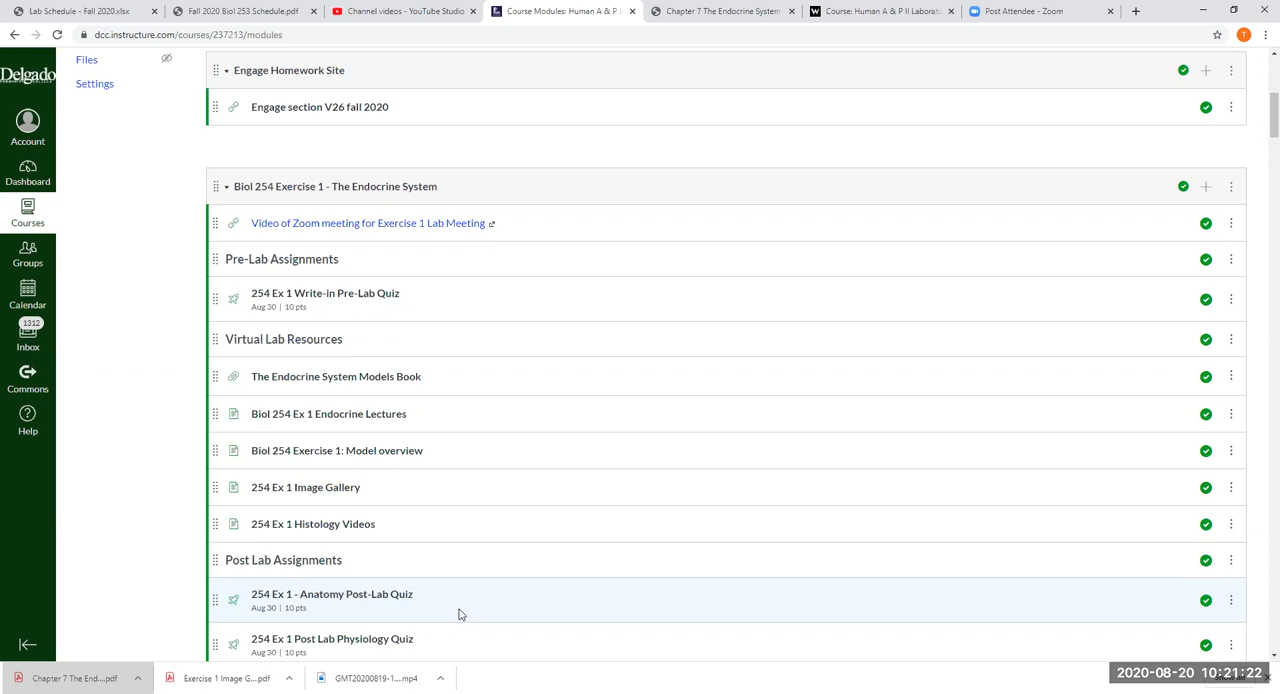 Lab Schedule - Fall 2020.xlsx
Fall 2020 Biol 253 Schedule.pdf
Channel videos - YouTube Studio
Course Modules: Human A & P II
Chapter 7 The Endocrine System
Course: Human A & P II Laborat
Post Attendee - Zoom
dcc.instructure.com/courses/237213/modules
T
Delgado
Account
Dashboard
Courses
Groups
Calendar
1312
Inbox
Commons
Help
Files
Settings
Engage Homework Site
Engage section V26 fall 2020
Biol 254 Exercise 1 - The Endocrine System
Video of Zoom meeting for Exercise 1 Lab Meeting
Pre-Lab Assignments
254 Ex 1 Write-in Pre-Lab Quiz
Aug 30 | 10 pts
Virtual Lab Resources
The Endocrine System Models Book
Biol 254 Ex 1 Endocrine Lectures
Biol 254 Exercise 1: Model overview
254 Ex 1 Image Gallery
254 Ex 1 Histology Videos
Post Lab Assignments
254 Ex 1 - Anatomy Post-Lab Quiz
Aug 30 | 10 pts
254 Ex 1 Post Lab Physiology Quiz
Aug 30 | 10 pts
Chapter 7 The End....pdf
Exercise 1 Image G....pdf
GMT20200819-1....mp4
2020-08-20 10:21:22